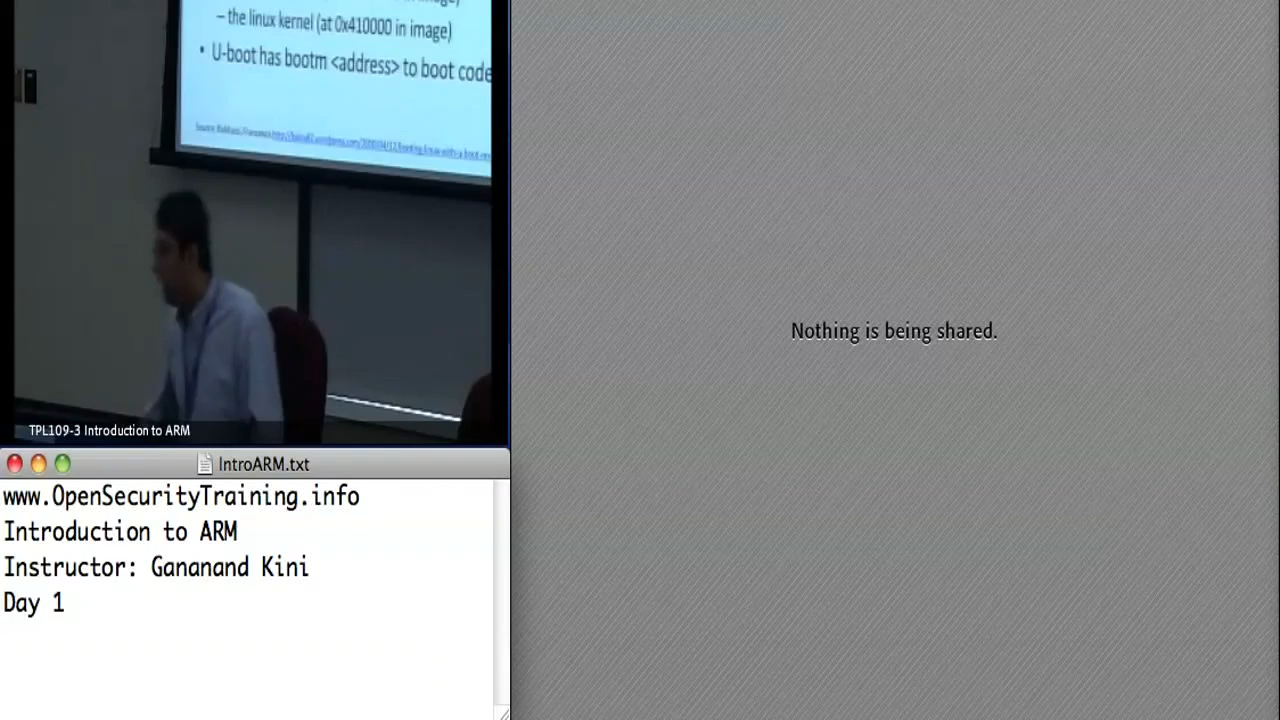 image)
– the linux kernel (at 0x410000 in image)
• U-boot has bootm <address> to boot code
Nothing is being shared.
TPL109-3 Introduction to ARM
IntroARM.txt
www.OpenSecurityTraining.info
Introduction to ARM
Instructor: Gananand Kini
Day 1